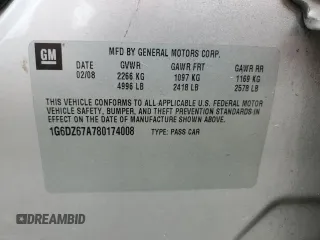 GM
MFD BY GENERAL MOTORS CORP.
DATE GVWR GAWR FRT GAWR RR
02/08 2266 KG 1097 KG 1169 KG
4996 LB 2418 LB 2578 LB
THIS VEHICLE CONFORMS TO ALL APPLICABLE U.S. FEDERAL MOTOR
VEHICLE SAFETY, BUMPER, AND THEFT PREVENTION STANDARDS IN
EFFECT ON THE DATE OF MANUFACTURE SHOWN ABOVE.
1G6DZ67A780174008 TYPE: PASS CAR
DREAMBID